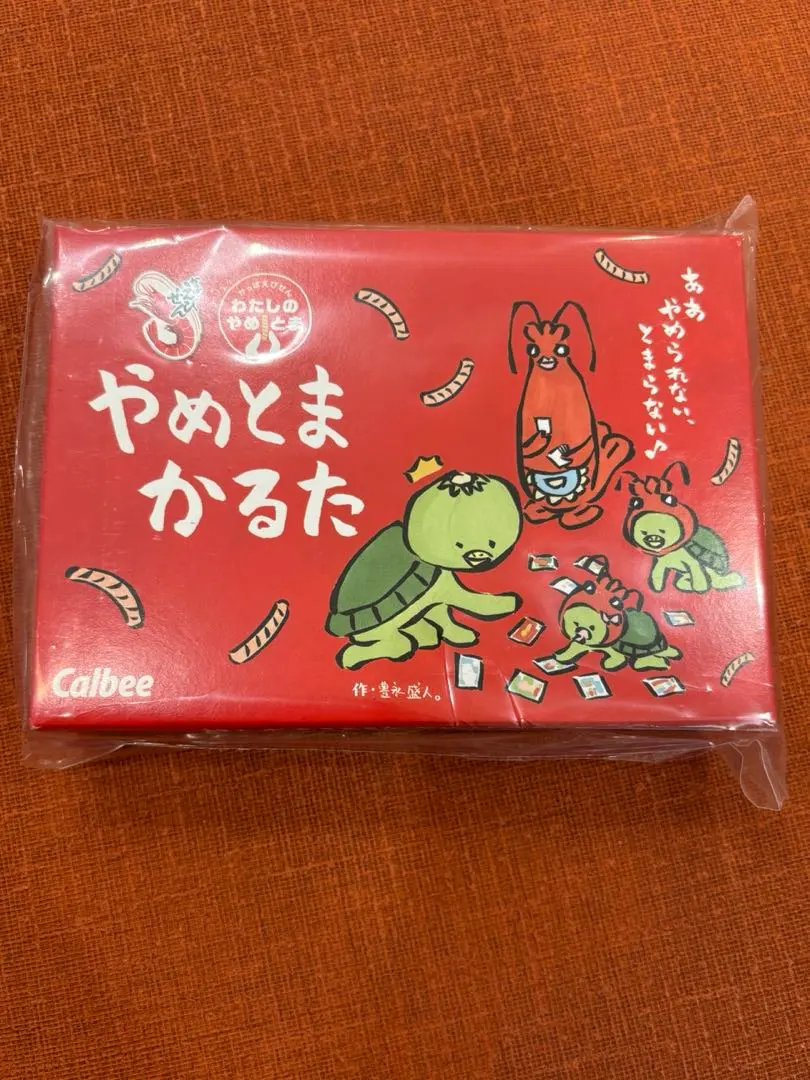 かっぱえびせん
わたしの
やめ とま
やめとま
かるた
ああ
やめられない、
とまらない♪
Calbee
作・豊永盛人。